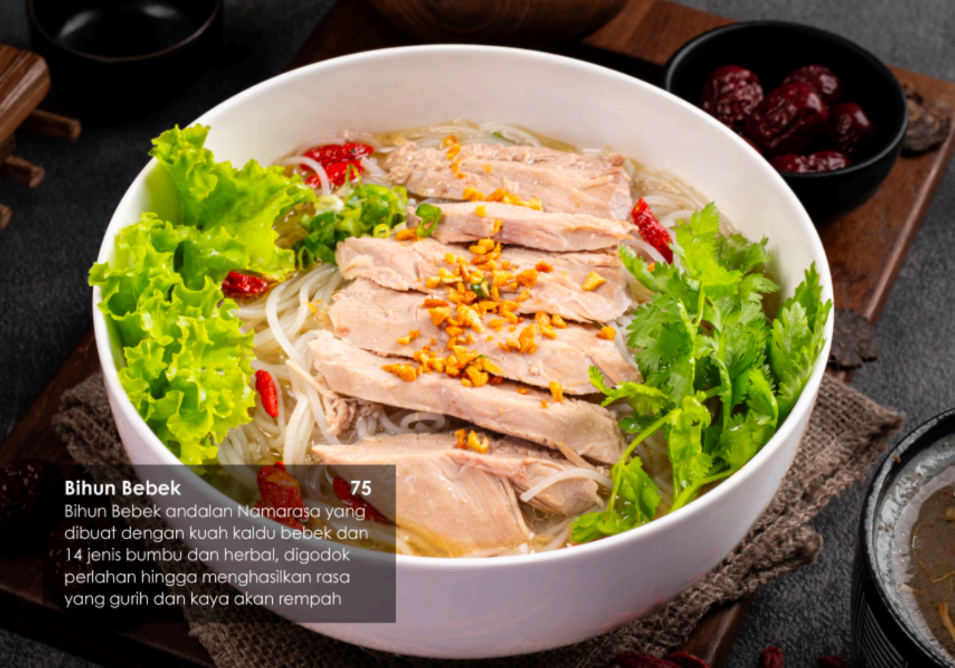 Bihun Bebek 75
Bihun Bebek andalan Namarasa yang
dibuat dengan kuah kaldu bebek dan
14 jenis bumbu dan herbal, digodok
perlahan hingga menghasilkan rasa
yang gurih dan kaya akan rempah